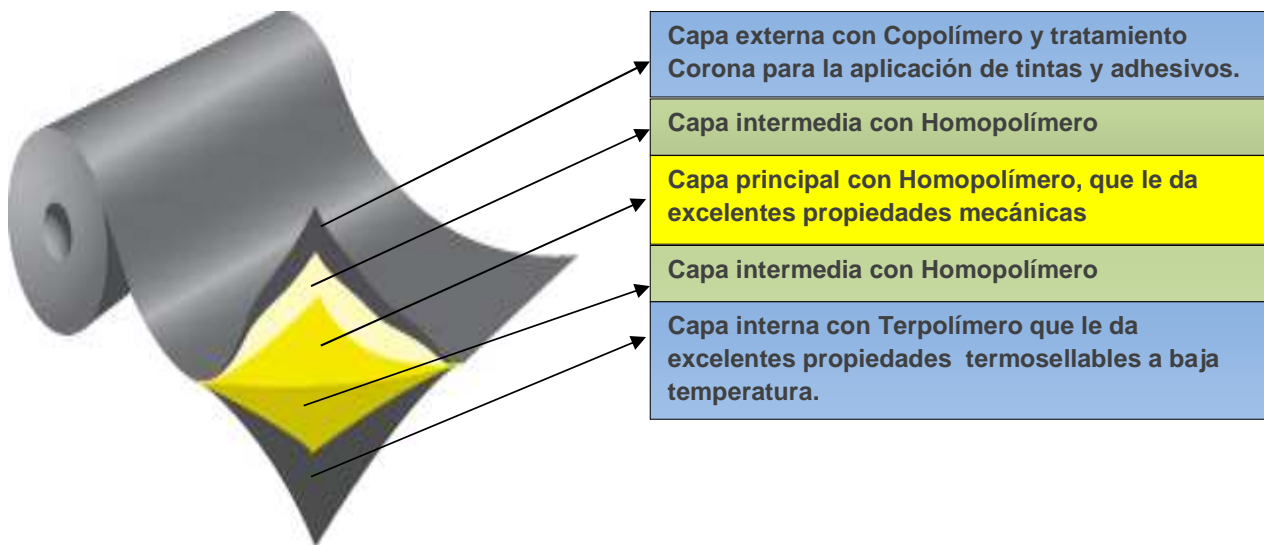 Capa externa con Copolímero y tratamiento
Corona para la aplicación de tintas y adhesivos.
Capa intermedia con Homopolímero
Capa principal con Homopolímero, que le da
excelentes propiedades mecánicas
Capa intermedia con Homopolímero
Capa interna con Terpolímero que le da
excelentes propiedades  termosellables a baja
temperatura.